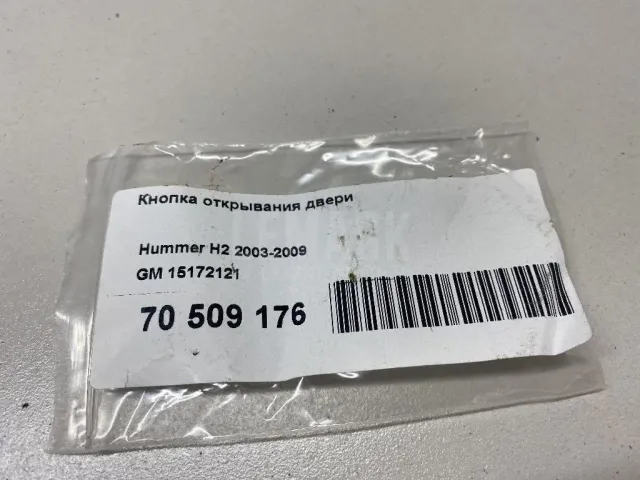 Кнопка открывания двери
Hummer H2 2003-2009
GM 15172121
70 509 176